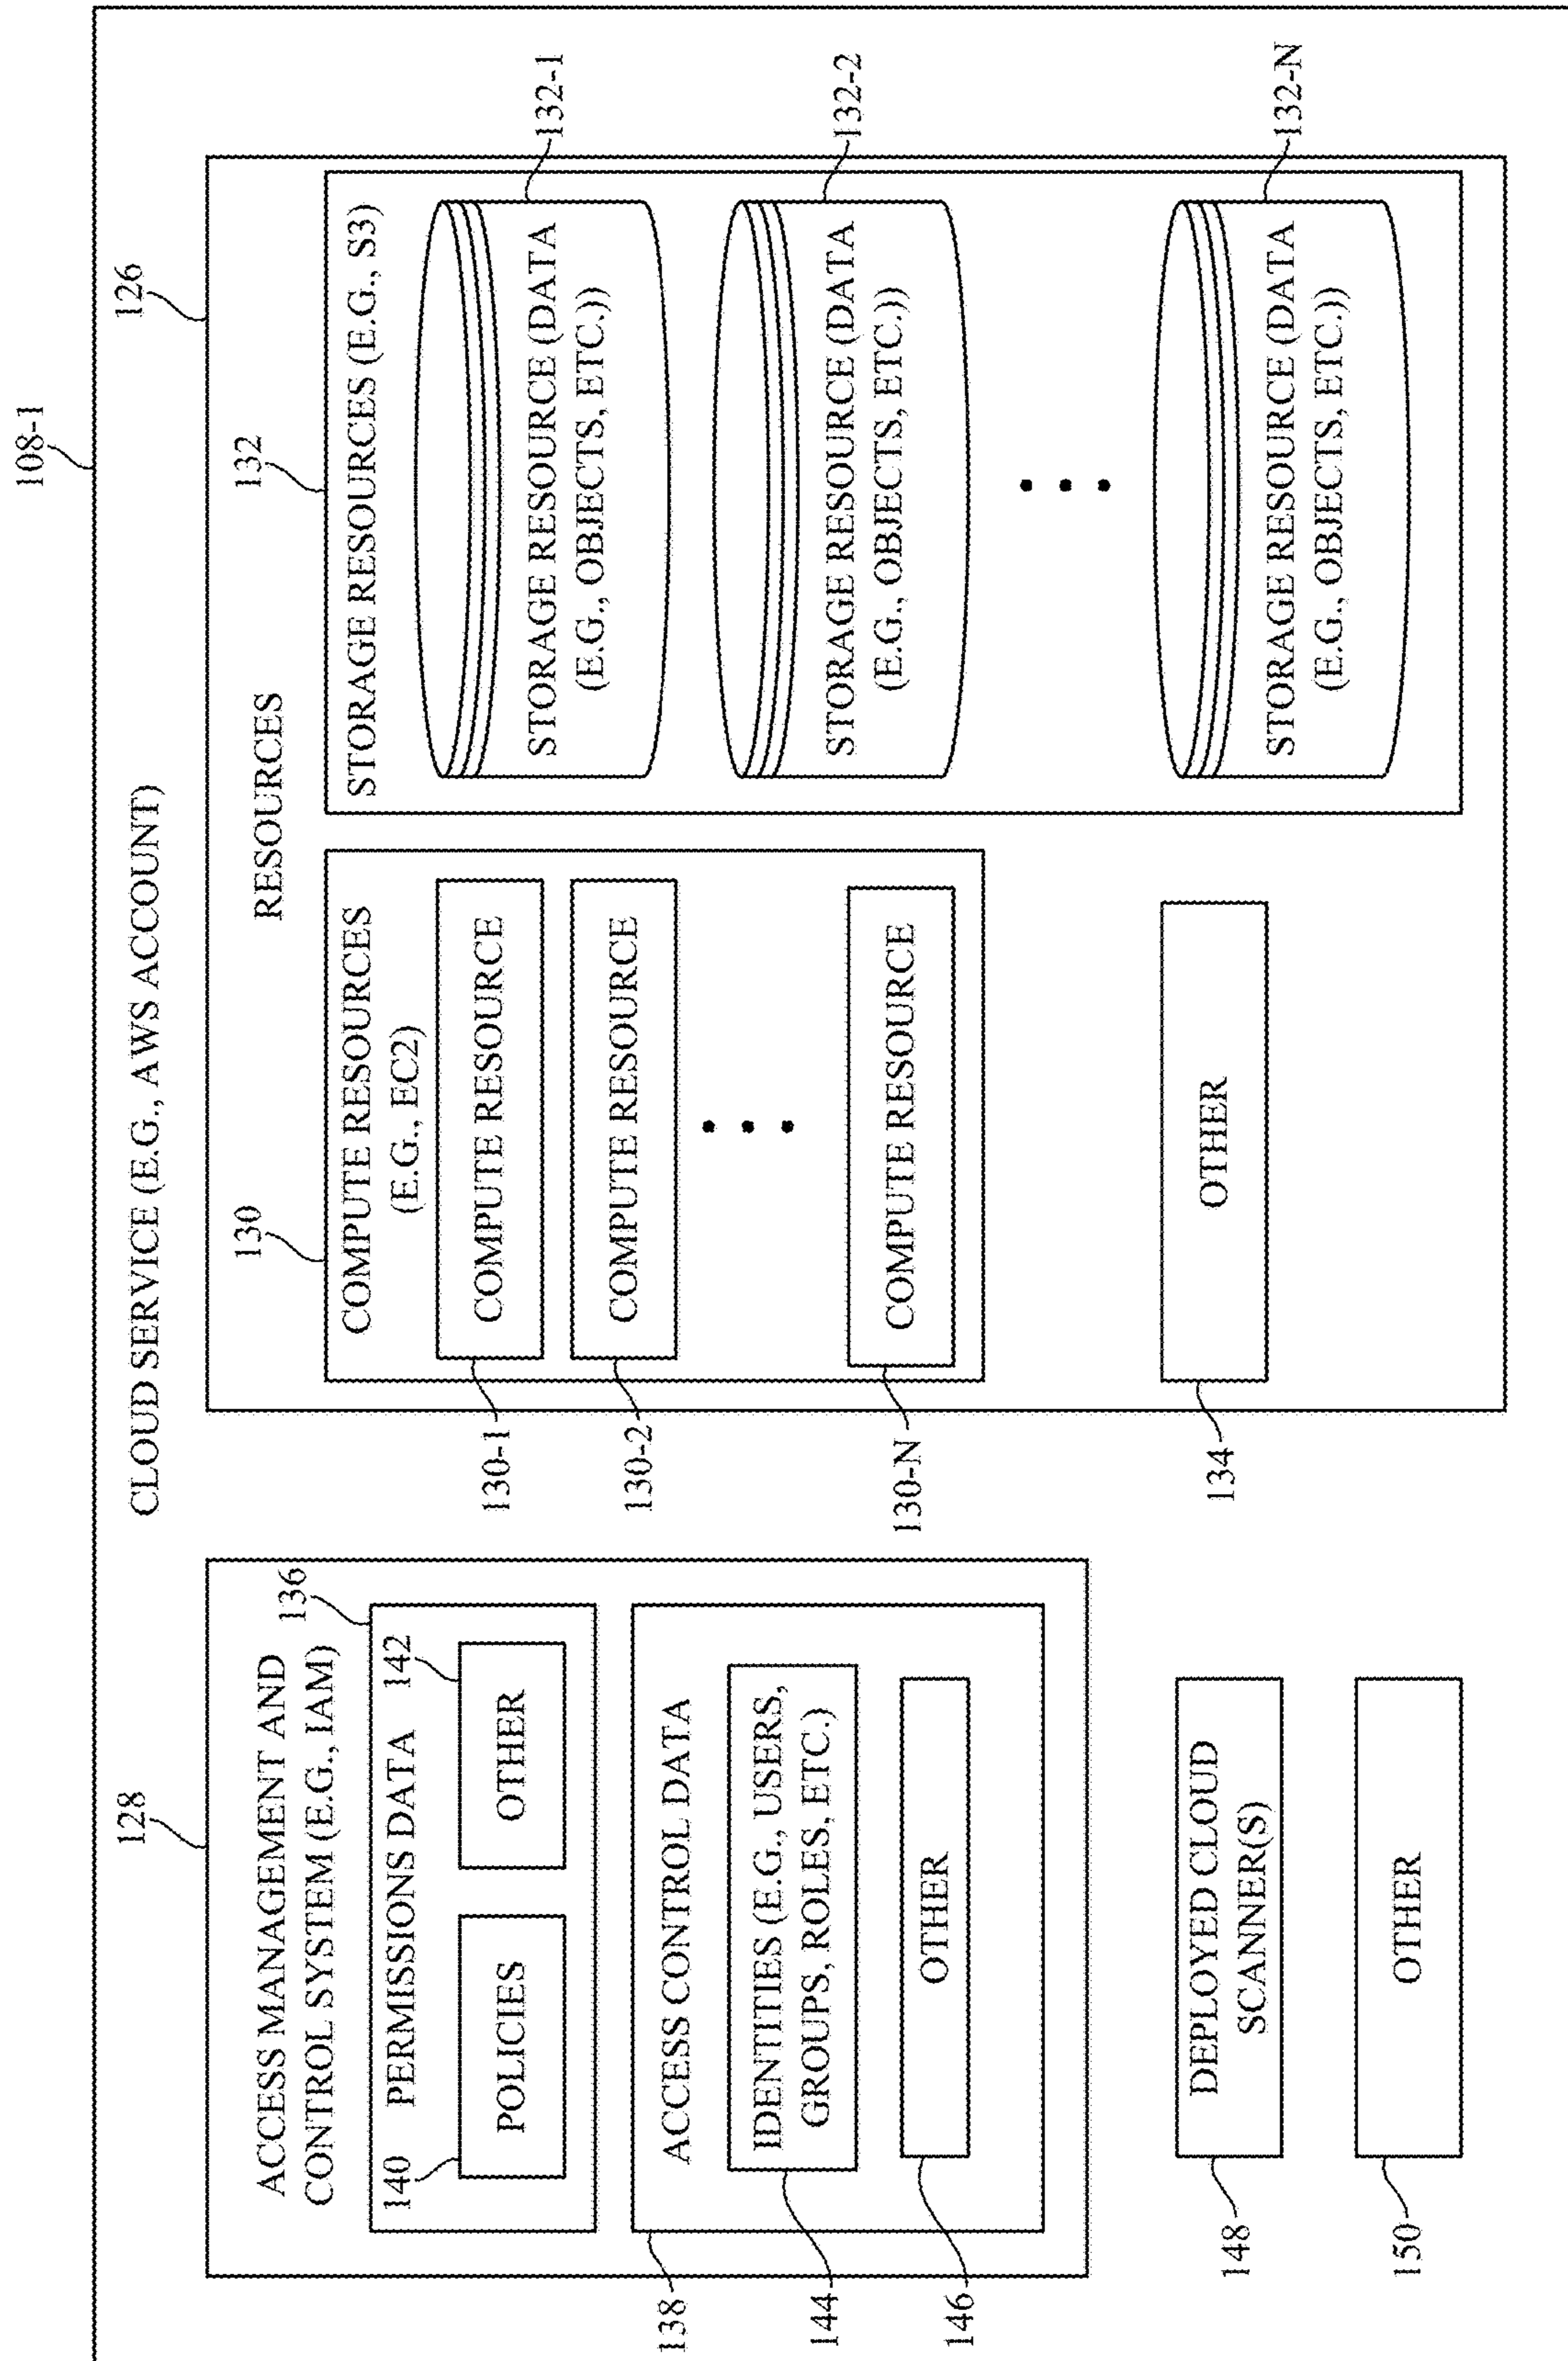 108-1
CLOUD SERVICE (E.G., AWS ACCOUNT)
128
ACCESS MANAGEMENT AND
CONTROL SYSTEM (E.G., IAM)
136
PERMISSIONS DATA
140
POLICIES
142
OTHER
138
ACCESS CONTROL DATA
144
IDENTITIES (E.G., USERS,
GROUPS, ROLES, ETC.)
146
OTHER
148
DEPLOYED CLOUD
SCANNER(S)
150
OTHER
126
RESOURCES
130
COMPUTE RESOURCES
(E.G., EC2)
130-1
COMPUTE RESOURCE
130-2
COMPUTE RESOURCE
130-N
COMPUTE RESOURCE
134
OTHER
132
STORAGE RESOURCES (E.G., S3)
132-1
STORAGE RESOURCE (DATA
(E.G., OBJECTS, ETC.))
132-2
STORAGE RESOURCE (DATA
(E.G., OBJECTS, ETC.))
132-N
STORAGE RESOURCE (DATA
(E.G., OBJECTS, ETC.))